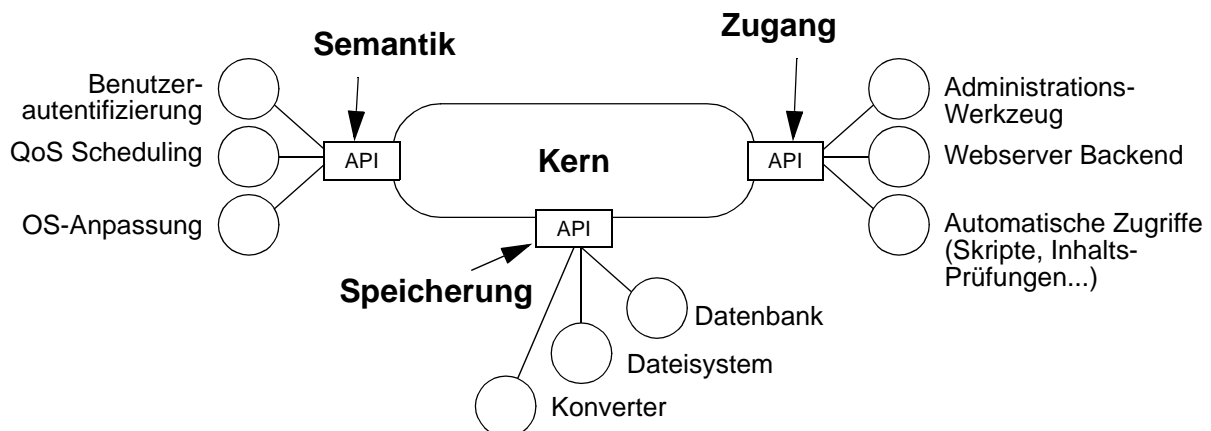 Semantik
Zugang
Benutzer-
autentifizierung
QoS Scheduling
OS-Anpassung
API
Kern
API
Administrations-
Werkzeug
Webserver Backend
Automatische Zugriffe
(Skripte, Inhalts-
Prüfungen...)
API
Speicherung
Datenbank
Dateisystem
Konverter